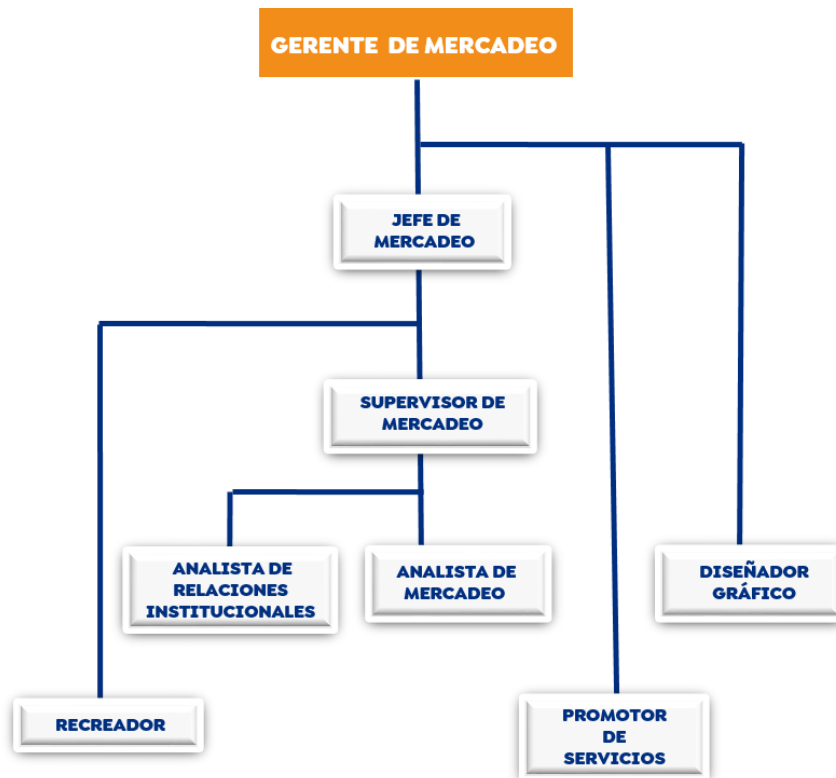 GERENTE DE MERCADEO
JEFE DE
MERCADEO
SUPERVISOR DE
MERCADEO
ANALISTA DE
RELACIONES
INSTITUCIONALES
ANALISTA DE
MERCADEO
DISEÑADOR
GRÁFICO
RECREADOR
PROMOTOR
DE
SERVICIOS